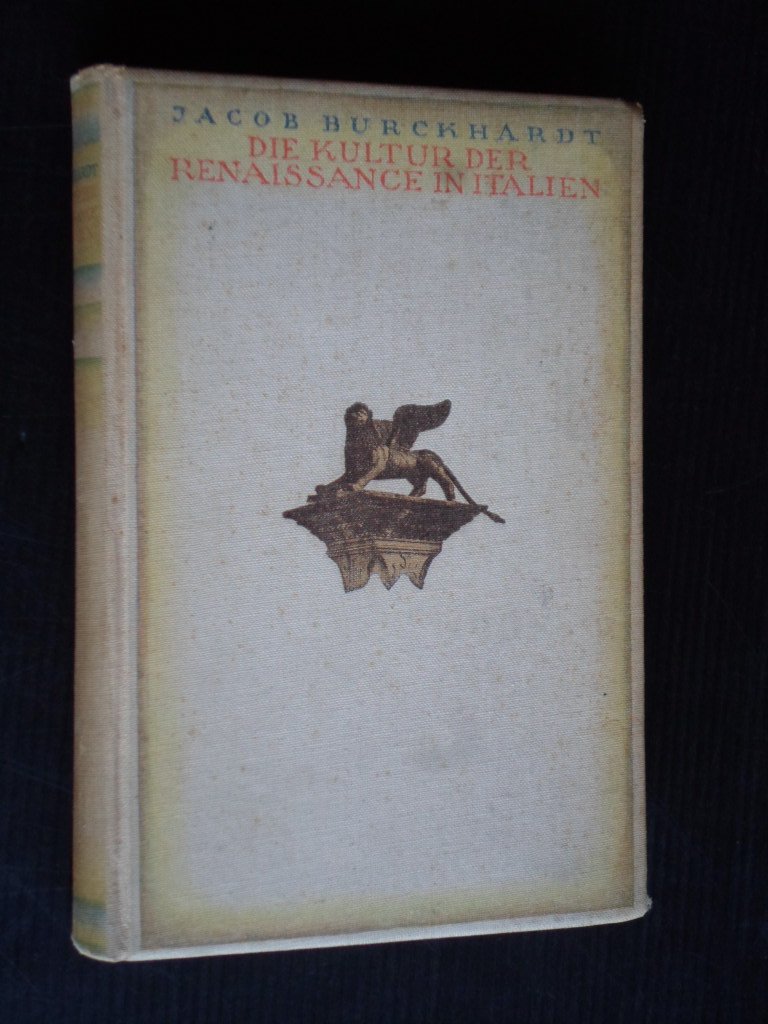 JACOB BURCKHARDT
DIE KULTUR DER
RENAISSANCE IN ITALIEN